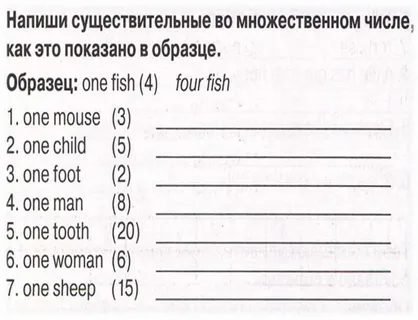 Напиши существительные во множественном числе,
как это показано в образце.
Образец: one fish (4) four fish
1. one mouse (3)
2. one child (5)
3. one foot (2)
4. one man (8)
5. one tooth (20)
6. one woman (6)
7. one sheep (15)